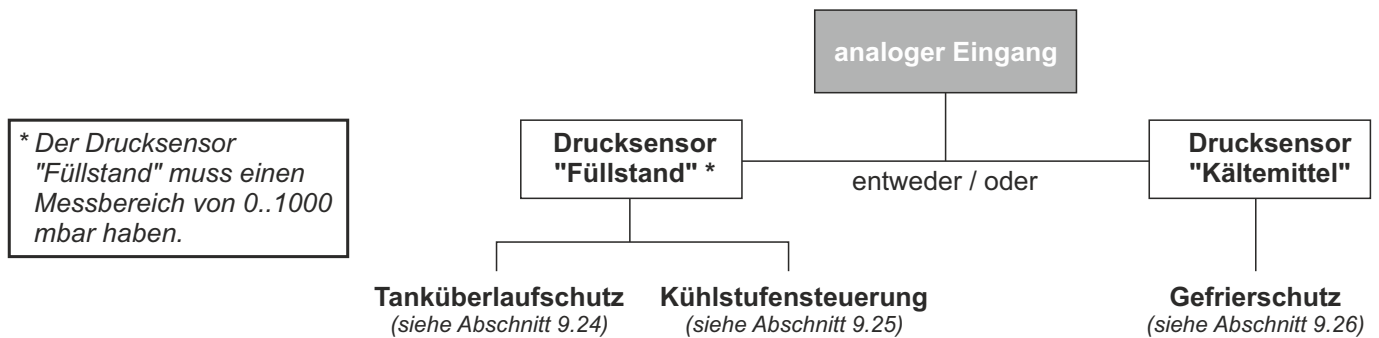 analoger Eingang
* Der Drucksensor
"Füllstand" muss einen
Messbereich von 0..1000
mbar haben.
Drucksensor
"Füllstand" *
entweder / oder
Drucksensor
"Kältemittel"
Tanküberlaufschutz
(siehe Abschnitt 9.24)
Kühlstufensteuerung
(siehe Abschnitt 9.25)
Gefrierschutz
(siehe Abschnitt 9.26)